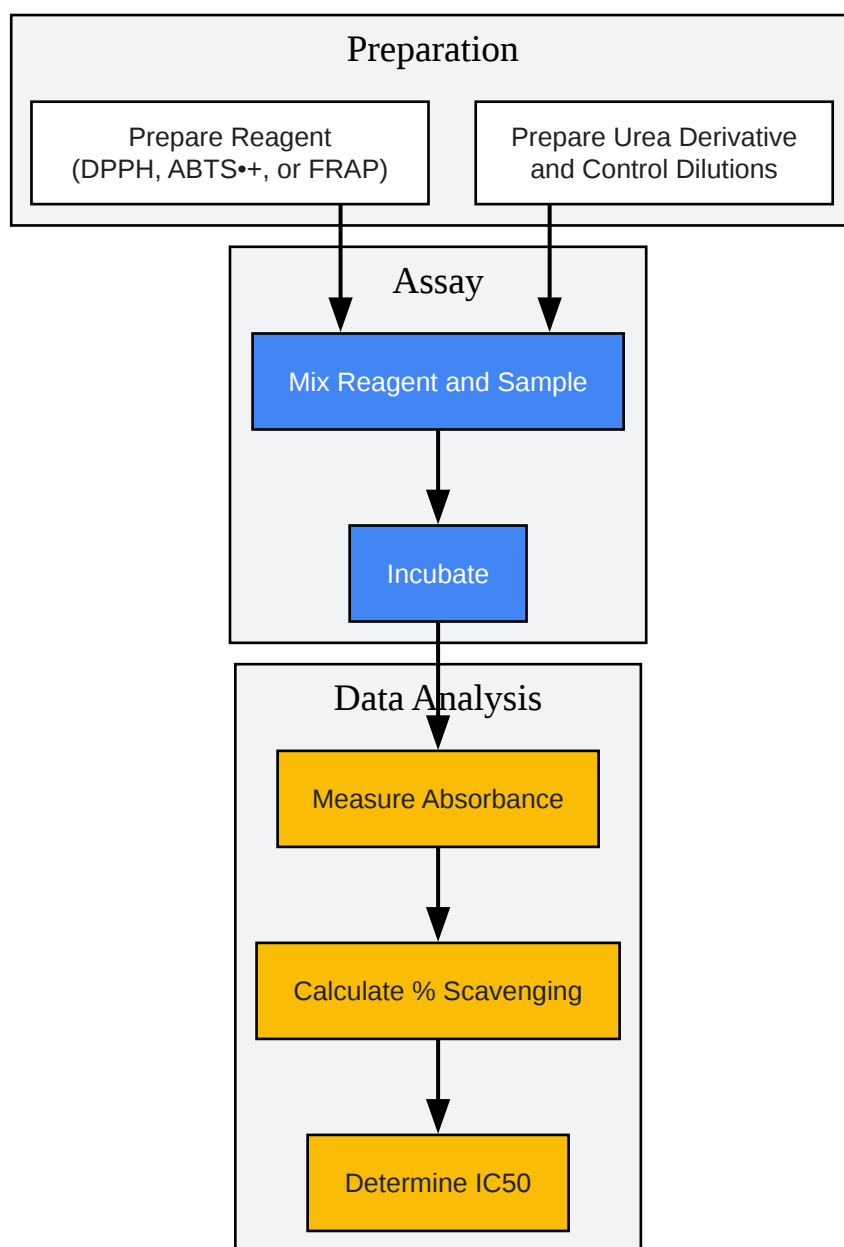 Preparation
Prepare Reagent
(DPPH, ABTS•+, or FRAP)
Prepare Urea Derivative
and Control Dilutions
Assay
Mix Reagent and Sample
Incubate
Data Analysis
Measure Absorbance
Calculate % Scavenging
Determine IC50